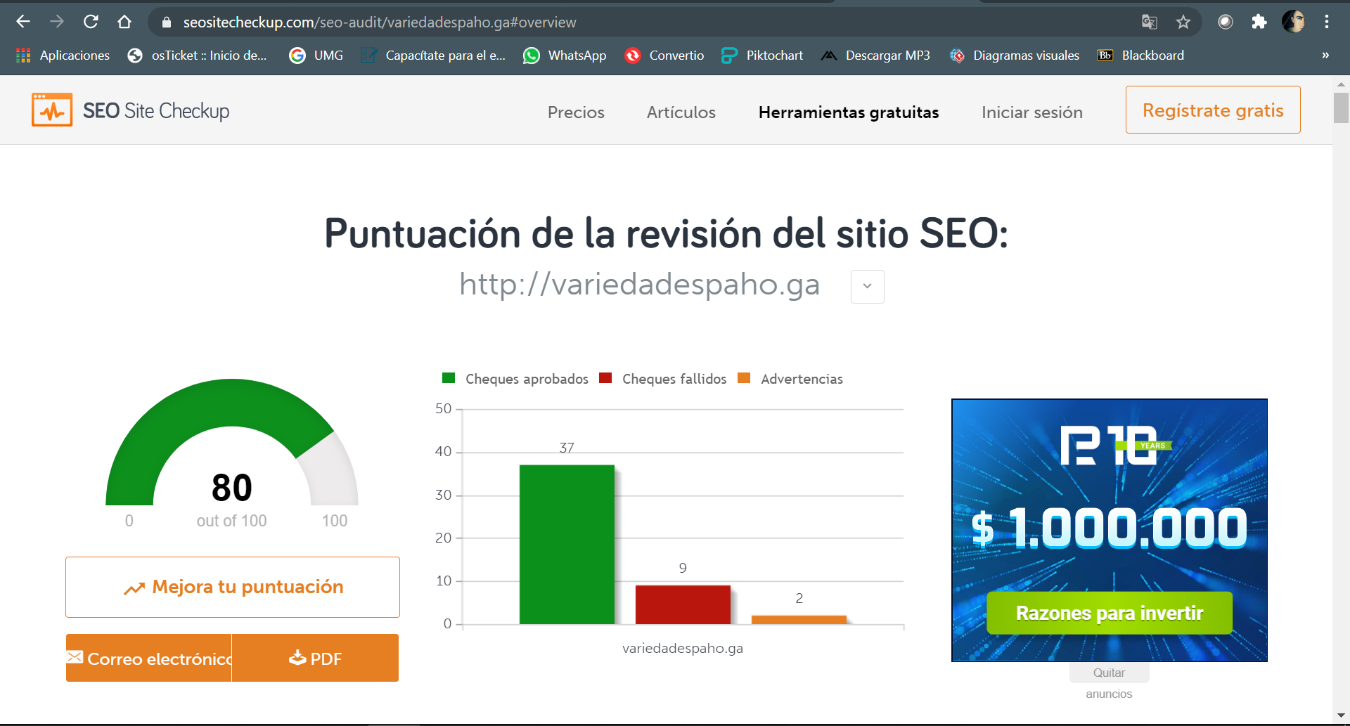 seositecheckup.com/seo-audit/variedadespaho.ga#overview
Aplicaciones osTicket :: Inicio de... UMG Capacítate para el e... WhatsApp Convertio Piktochart Descargar MP3 Diagramas visuales Bb Blackboard »
SEO Site Checkup Precios Artículos Herramientas gratuitas Iniciar sesión Regístrate gratis
Puntuación de la revisión del sitio SEO:
http://variedadespaho.ga
Cheques aprobados Cheques fallidos Advertencias
50
40
30
20
10
0
37
9
2
variedadespaho.ga
80
0 out of 100 100
Mejora tu puntuación
Correo electrónico PDF
10
YEARS
$ 1.000.000
Razones para invertir
Quitar
anuncios